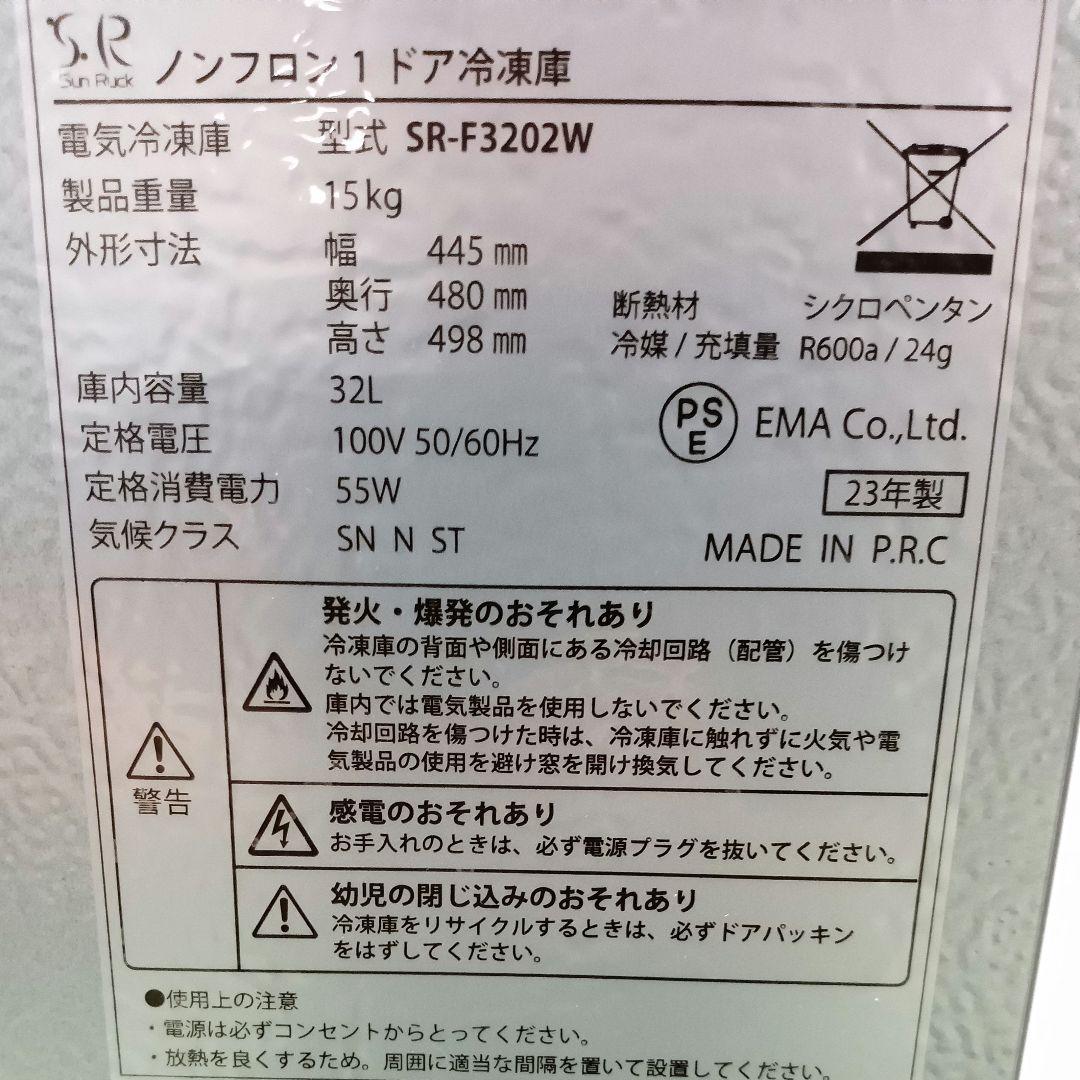 S.R
Sun Ruck
ノンフロン1ドア冷凍庫
電気冷凍庫 型式 SR-F3202W
製品重量 15kg
外形寸法 幅 445 mm
奥行 480 mm
高さ 498 mm
断熱材 シクロペンタン
冷媒/充填量 R600a/24g
庫内容量 32L
定格電圧 100V 50/60Hz
定格消費電力 55W
気候クラス SN N ST
PS
E
EMA Co.,Ltd.
23年製
MADE IN P.R.C
警告
発火・爆発のおそれあり
冷凍庫の背面や側面にある冷却回路(配管)を傷つけ
ないでください。
庫内では電気製品を使用しないでください。
冷却回路を傷つけた時は、冷凍庫に触れずに火気や電
気製品の使用を避け窓を開け換気してください。
感電のおそれあり
お手入れのときは、必ず電源プラグを抜いてください。
幼児の閉じ込みのおそれあり
冷凍庫をリサイクルするときは、必ずドアパッキン
をはずしてください。
●使用上の注意
・電源は必ずコンセントからとってください。
・放熱を良くするため。周囲に適当な間隔を置いて設置してください。